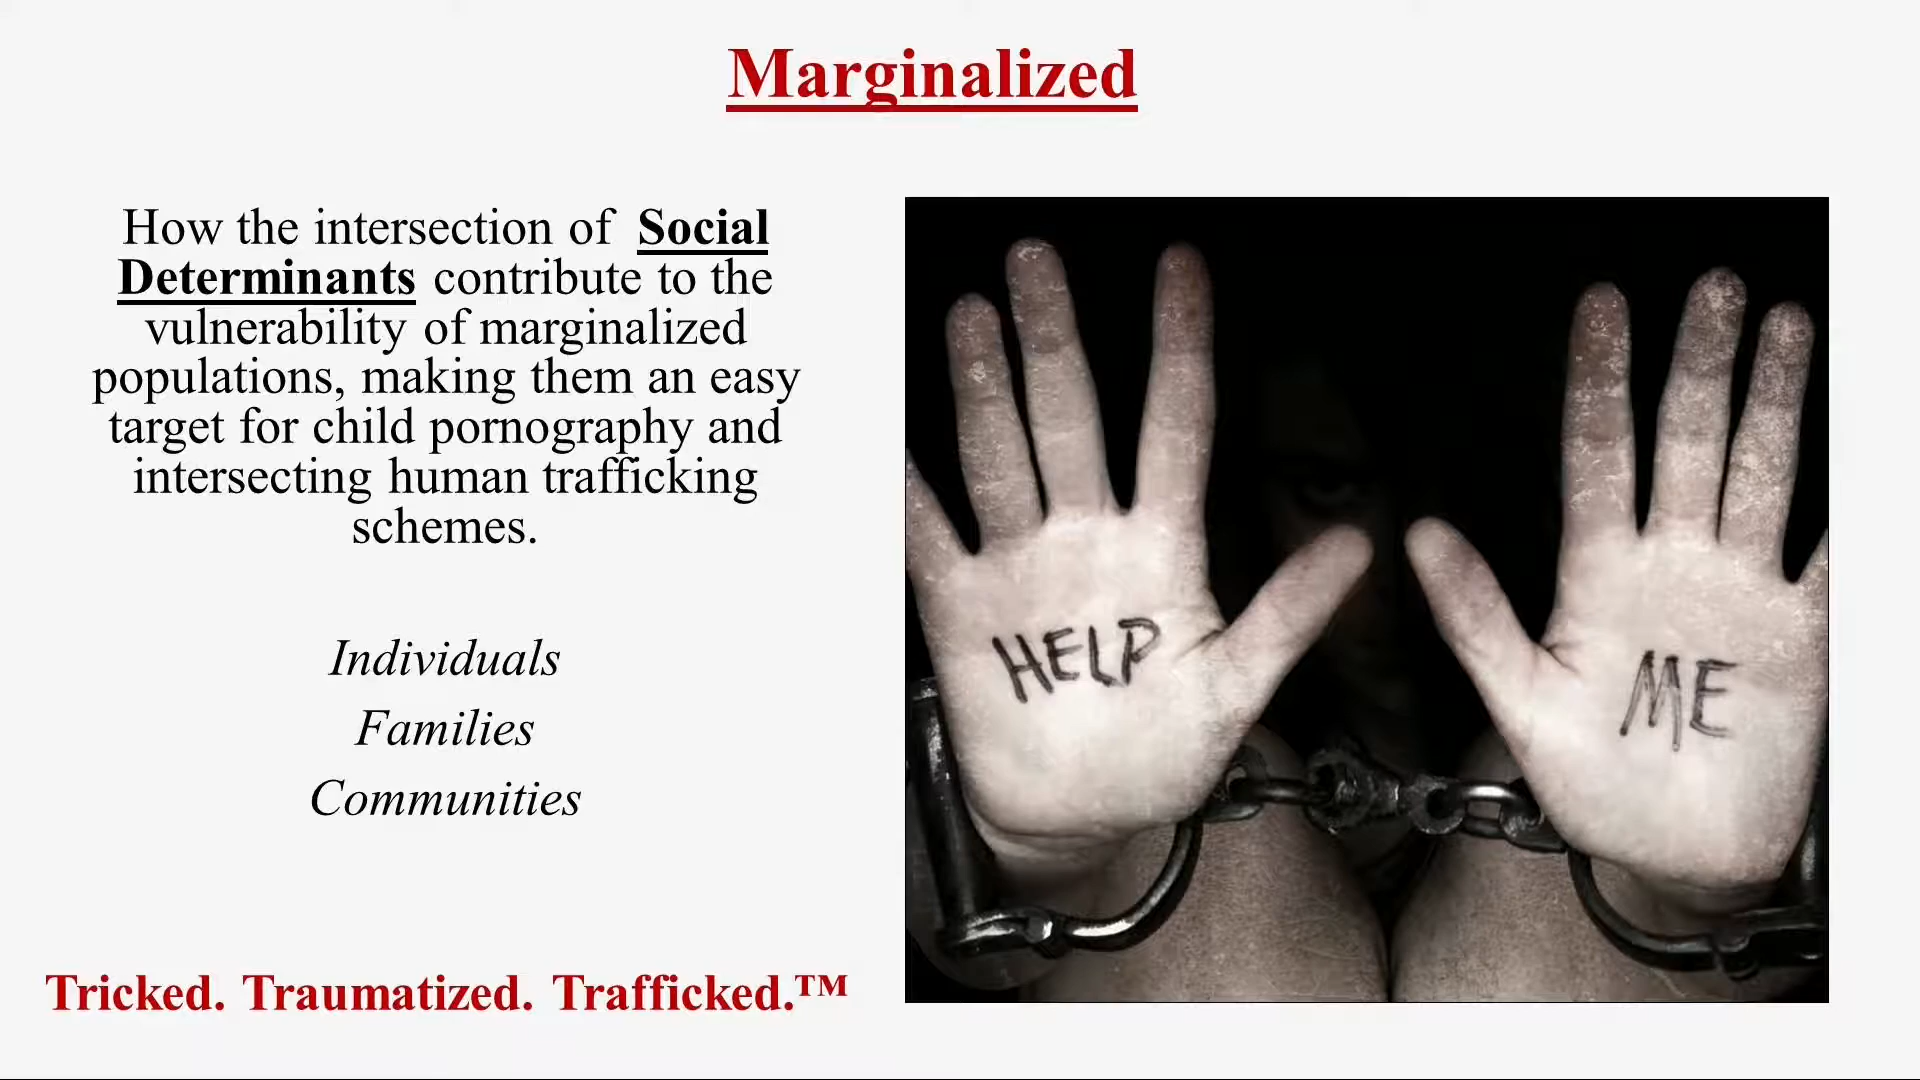 Marginalized
How the intersection of Social
Determinants contribute to the
vulnerability of marginalized
populations, making them an easy
target for child pornography and
intersecting human trafficking
schemes.
Individuals
Families
Communities
Tricked. Traumatized. Trafficked.™
HELP
ME